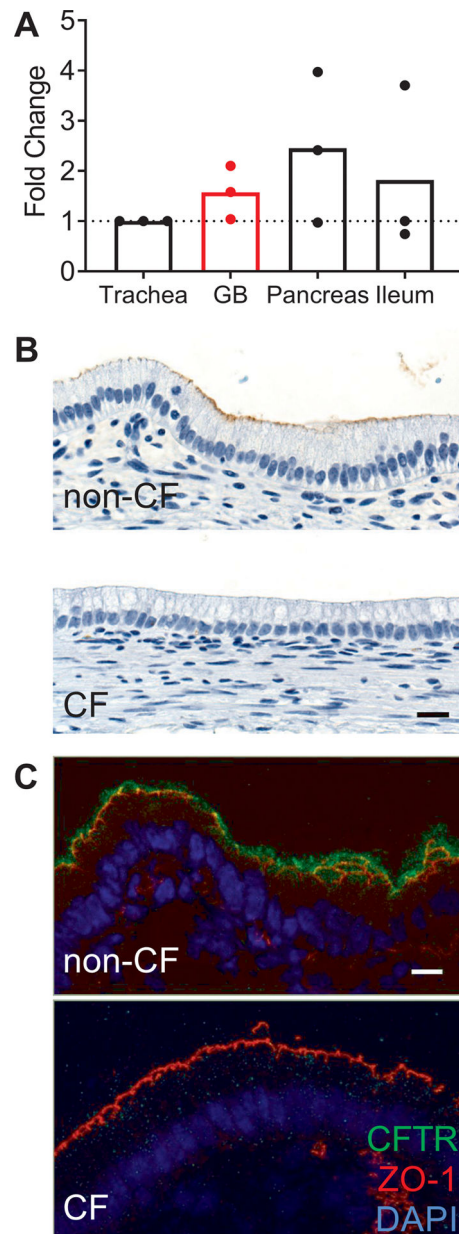 A
Fold Change
5
4
3
2
1
0
Trachea GB Pancreas Ileum
B
non-CF
CF
C
non-CF
CF
CFTR
ZO-1
DAPI